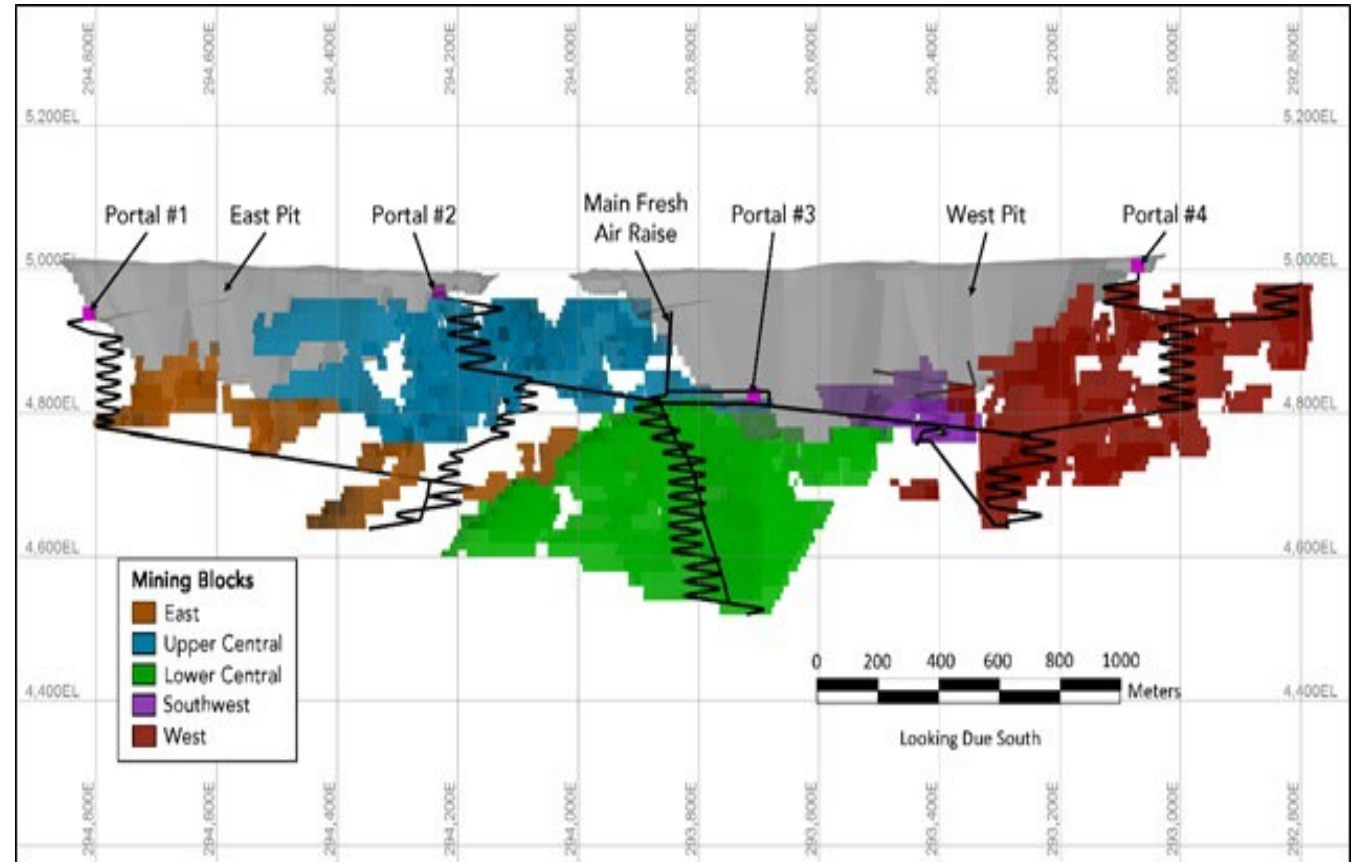 294,800E
294,600E
294,400E
294,200E
294,000E
293,800E
293,600E
293,400E
293,200E
293,000E
292,800E
5,200EL
5,200EL
Portal #1
East Pit
Portal #2
Main Fresh
Air Raise
Portal #3
West Pit
Portal #4
5,000EL
5,000EL
4,800EL
4,800EL
4,600EL
4,600EL
Mining Blocks
East
Upper Central
Lower Central
Southwest
West
0 200 400 600 800 1000
Meters
Looking Due South
4,400EL
4,400EL
294,800E
294,600E
294,400E
294,200E
294,000E
293,800E
293,600E
293,400E
293,200E
293,000E
292,800E